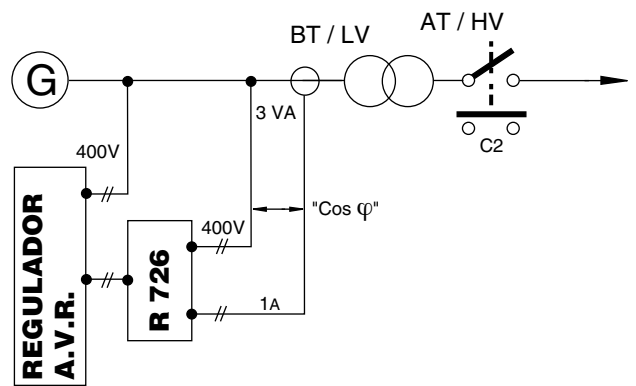 BT / LV
AT / HV
G
3 VA
400V
C2
"Cos φ"
400V
REGULADOR
A.V.R.
R 726
1A